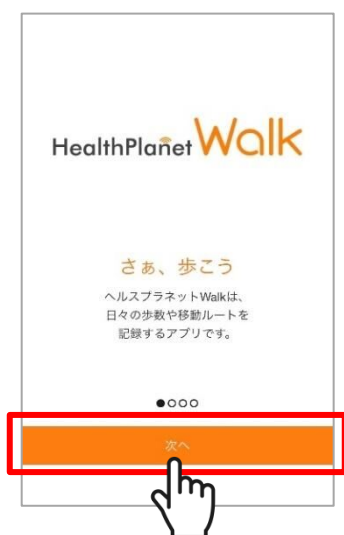 HealthPlanet Walk
さぁ、歩こう
ヘルスプラネットWalkは、
日々の歩数や移動ルートを
記録するアプリです。
次へ